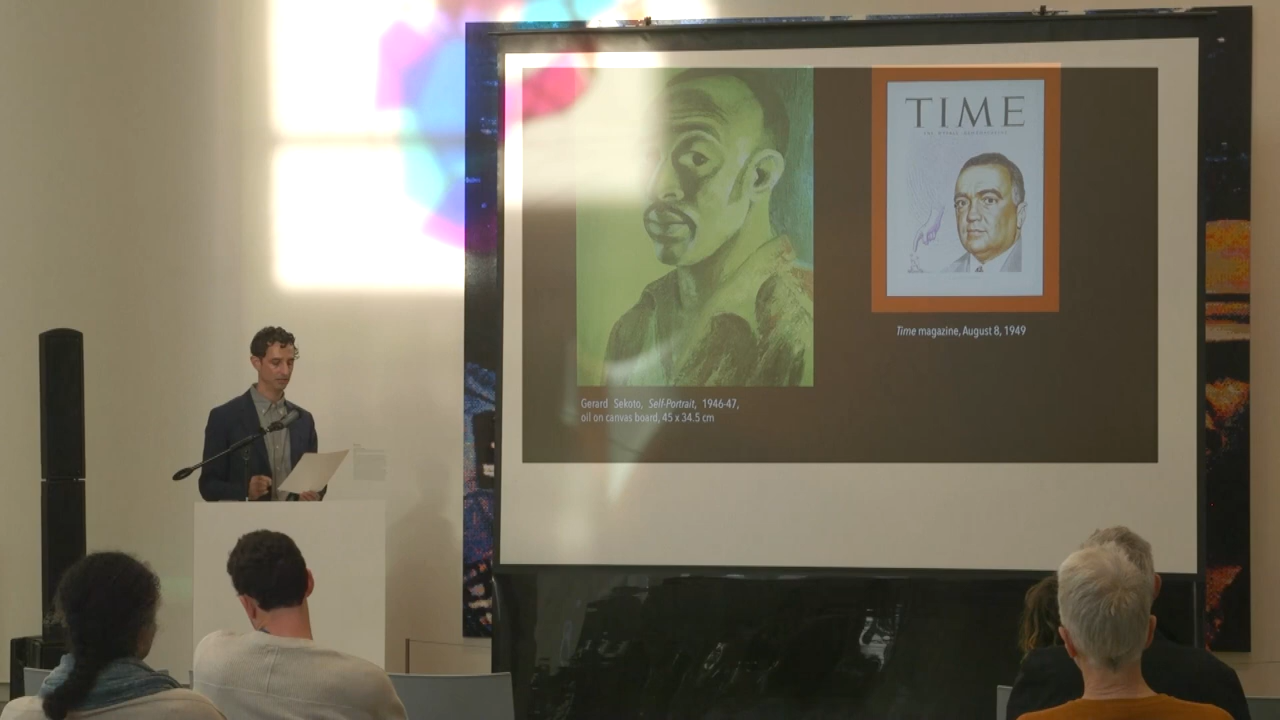 TIME
Time magazine, August 8, 1949
Gerard Sekoto, Self-Portrait, 1946-47,
oil on canvas board, 45 x 34.5 cm